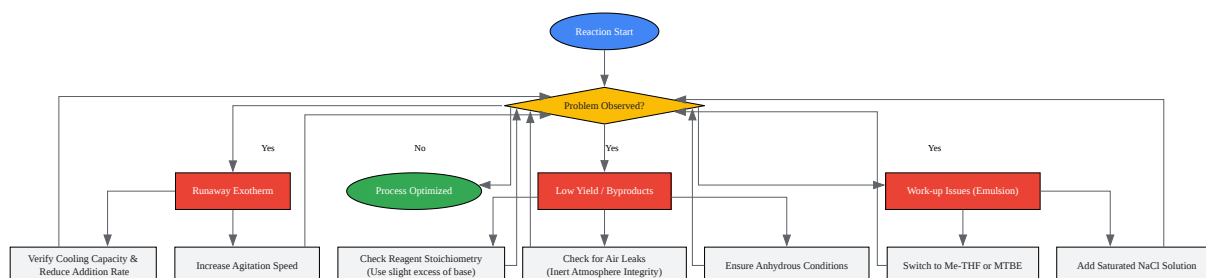 Reaction Start
Problem Observed?
Yes
No
Yes
Yes
Runaway Exotherm
Process Optimized
Low Yield / Byproducts
Work-up Issues (Emulsion)
Verify Cooling Capacity &
Reduce Addition Rate
Increase Agitation Speed
Check Reagent Stoichiometry
(Use slight excess of base)
Check for Air Leaks
(Inert Atmosphere Integrity)
Ensure Anhydrous Conditions
Switch to Me-THF or MTBE
Add Saturated NaCl Solution